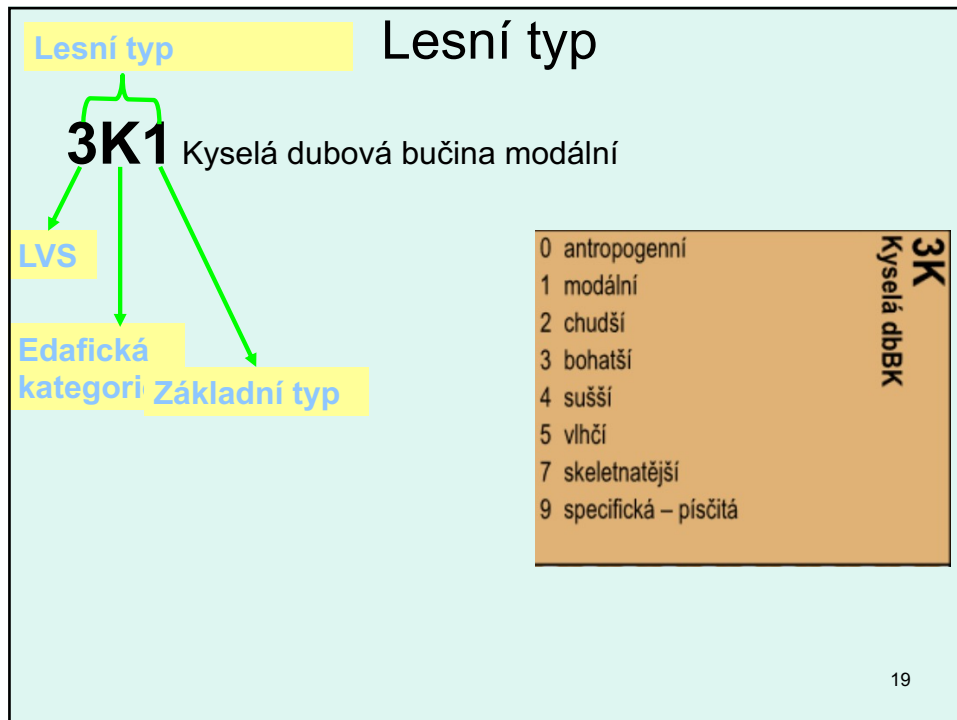 Lesní typ
Lesní typ
3K1 Kyselá dubová bučina modální
LVS
Edafická
kategorie
Základní typ
0 antropogenní
1 modální
2 chudší
3 bohatší
4 sušší
5 vlhčí
7 skeletnatější
9 specifická – písčitá
3K
Kyselá dbBK
19